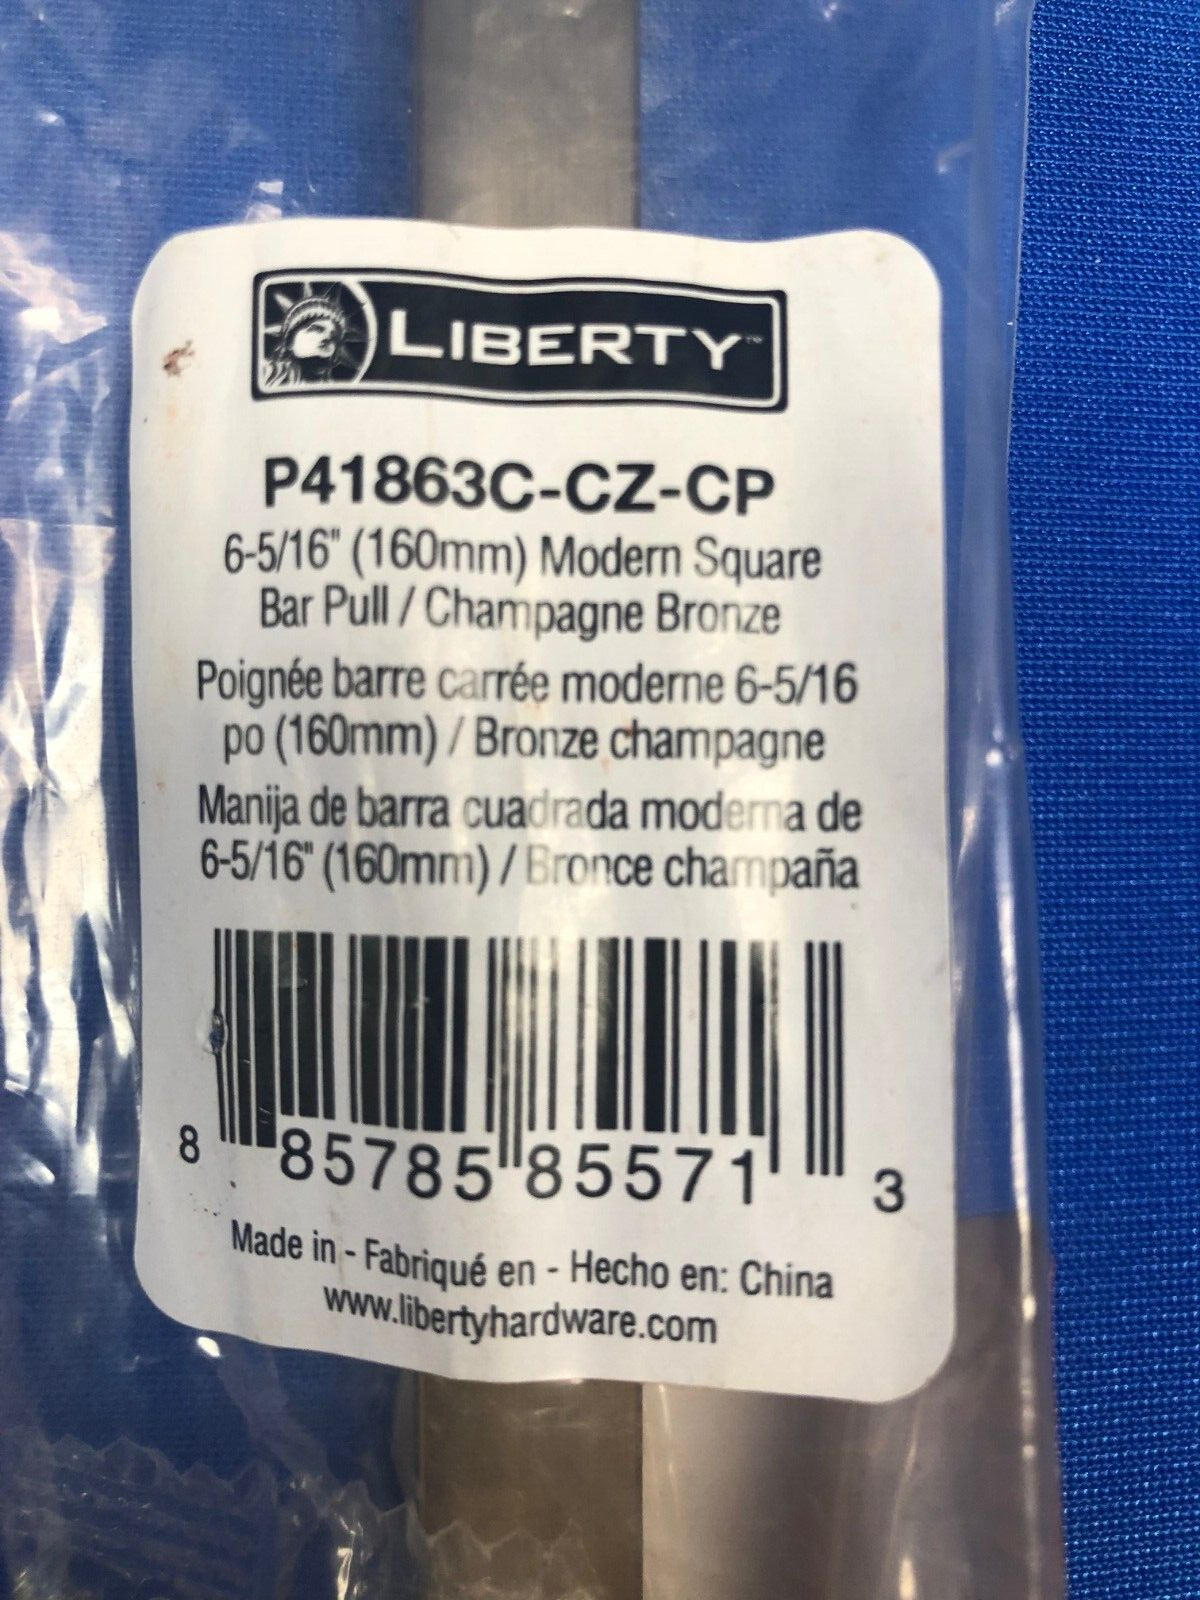 LIBERTY™
P41863C-CZ-CP
6-5/16" (160mm) Modern Square
Bar Pull / Champagne Bronze
Poignée barre carrée moderne 6-5/16
po (160mm) / Bronze champagne
Manija de barra cuadrada moderna de
6-5/16" (160mm) / Bronce champaña
8 85785 85571 3
Made in - Fabriqué en - Hecho en: China
www.libertyhardware.com